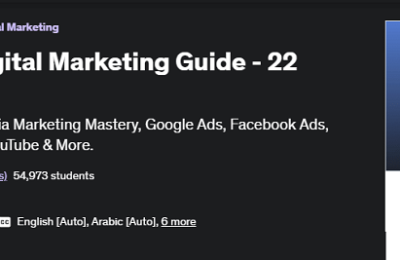 al Marketing
gital Marketing Guide - 22
ia Marketing Mastery, Google Ads, Facebook Ads,
uTube & More.
s) 54,973 students
CC English [Auto], Arabic [Auto], 6 more